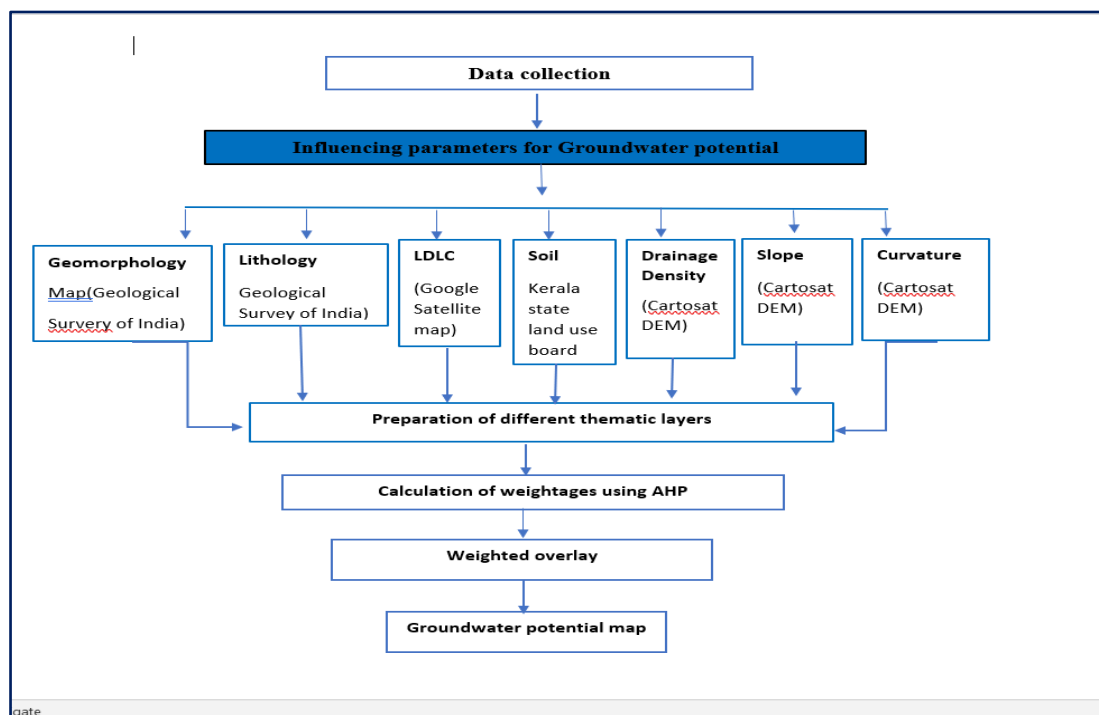 Data collection
Influencing parameters for Groundwater potential
Geomorphology
Map(Geological
Survery of India)
Lithology
Geological
Survey of India)
LDLC
(Google
Satellite
map)
Soil
Kerala
state
land use
board
Drainage
Density
(Cartosat
DEM)
Slope
(Cartosat
DEM)
Curvature
(Cartosat
DEM)
Preparation of different thematic layers
Calculation of weightages using AHP
Weighted overlay
Groundwater potential map
gate